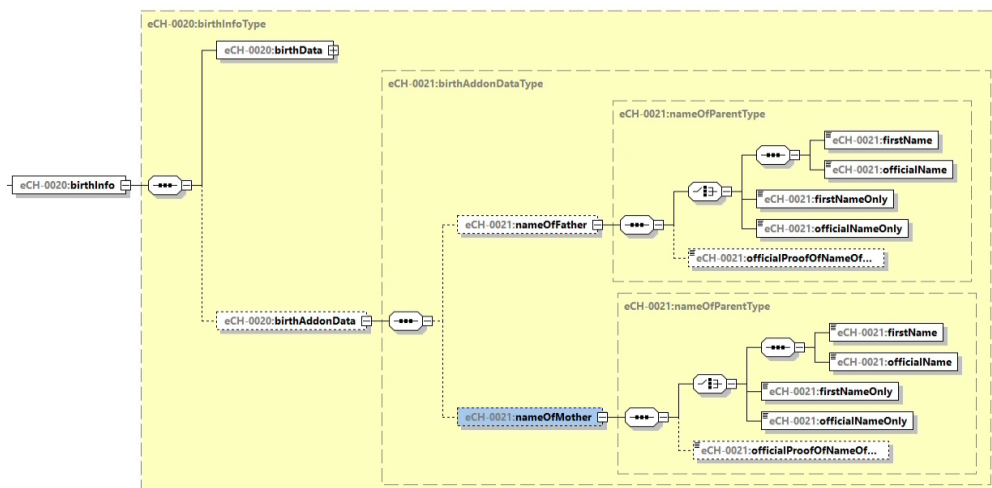 eCH-0020:birthInfoType
eCH-0020:birthData
eCH-0021:birthAddonDataType
eCH-0021:nameOfParentType
eCH-0021:firstName
eCH-0021:officialName
eCH-0020:birthInfo
eCH-0021:firstNameOnly
eCH-0021:nameOfFather
eCH-0021:officialNameOnly
eCH-0021:officialProofOfNameOf...
eCH-0021:nameOfParentType
eCH-0020:birthAddonData
eCH-0021:firstName
eCH-0021:officialName
eCH-0021:firstNameOnly
eCH-0021:nameOfMother
eCH-0021:officialNameOnly
eCH-0021:officialProofOfNameOf...